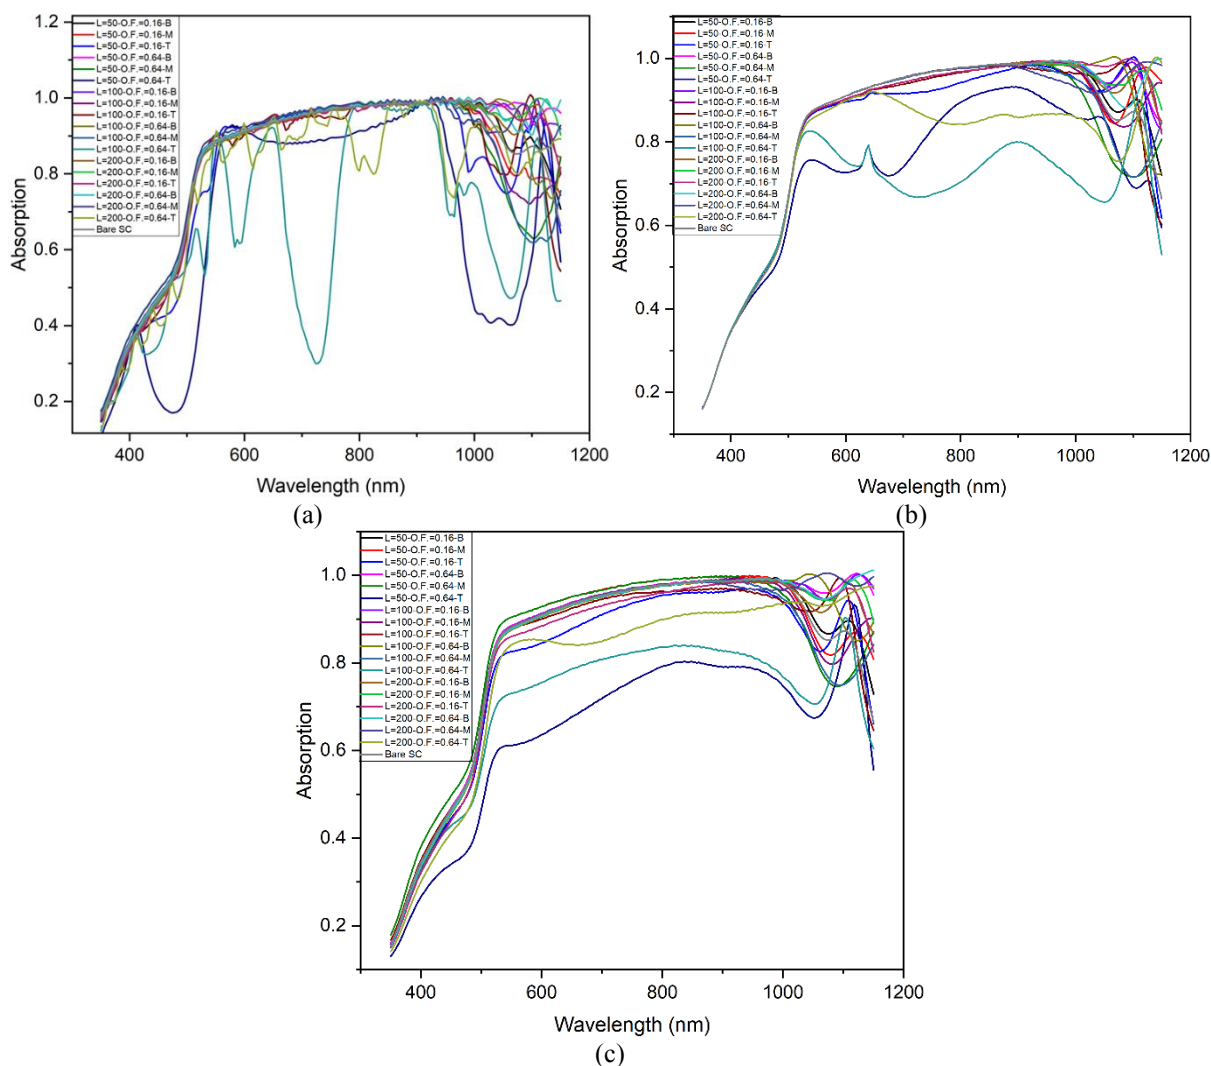 1.2
1.0
0.8
0.6
0.4
0.2
Absorption
L=50-O.F.=0.16-B
L=50-O.F.=0.16-M
L=50-O.F.=0.16-T
L=50-O.F.=0.64-B
L=50-O.F.=0.64-M
L=50-O.F.=0.64-T
L=100-O.F.=0.16-B
L=100-O.F.=0.16-M
L=100-O.F.=0.16-T
L=100-O.F.=0.64-B
L=100-O.F.=0.64-M
L=100-O.F.=0.64-T
L=200-O.F.=0.16-B
L=200-O.F.=0.16-M
L=200-O.F.=0.16-T
L=200-O.F.=0.64-B
L=200-O.F.=0.64-M
L=200-O.F.=0.64-T
Bare SC
400 600 800 1000 1200
Wavelength (nm)
(a)
1.0
0.8
0.6
0.4
0.2
Absorption
L=50-O.F.=0.16-B
L=50-O.F.=0.16-M
L=50-O.F.=0.16-T
L=50-O.F.=0.64-B
L=50-O.F.=0.64-M
L=50-O.F.=0.64-T
L=100-O.F.=0.16-B
L=100-O.F.=0.16-M
L=100-O.F.=0.16-T
L=100-O.F.=0.64-B
L=100-O.F.=0.64-M
L=100-O.F.=0.64-T
L=200-O.F.=0.16-B
L=200-O.F.=0.16-M
L=200-O.F.=0.16-T
L=200-O.F.=0.64-B
L=200-O.F.=0.64-M
L=200-O.F.=0.64-T
Bare SC
400 600 800 1000 1200
Wavelength (nm)
(b)
1.0
0.8
0.6
0.4
0.2
Absorption
L=50-O.F.=0.16-B
L=50-O.F.=0.16-M
L=50-O.F.=0.16-T
L=50-O.F.=0.64-B
L=50-O.F.=0.64-M
L=50-O.F.=0.64-T
L=100-O.F.=0.16-B
L=100-O.F.=0.16-M
L=100-O.F.=0.16-T
L=100-O.F.=0.64-B
L=100-O.F.=0.64-M
L=100-O.F.=0.64-T
L=200-O.F.=0.16-B
L=200-O.F.=0.16-M
L=200-O.F.=0.16-T
L=200-O.F.=0.64-B
L=200-O.F.=0.64-M
L=200-O.F.=0.64-T
Bare SC
400 600 800 1000 1200
Wavelength (nm)
(c)